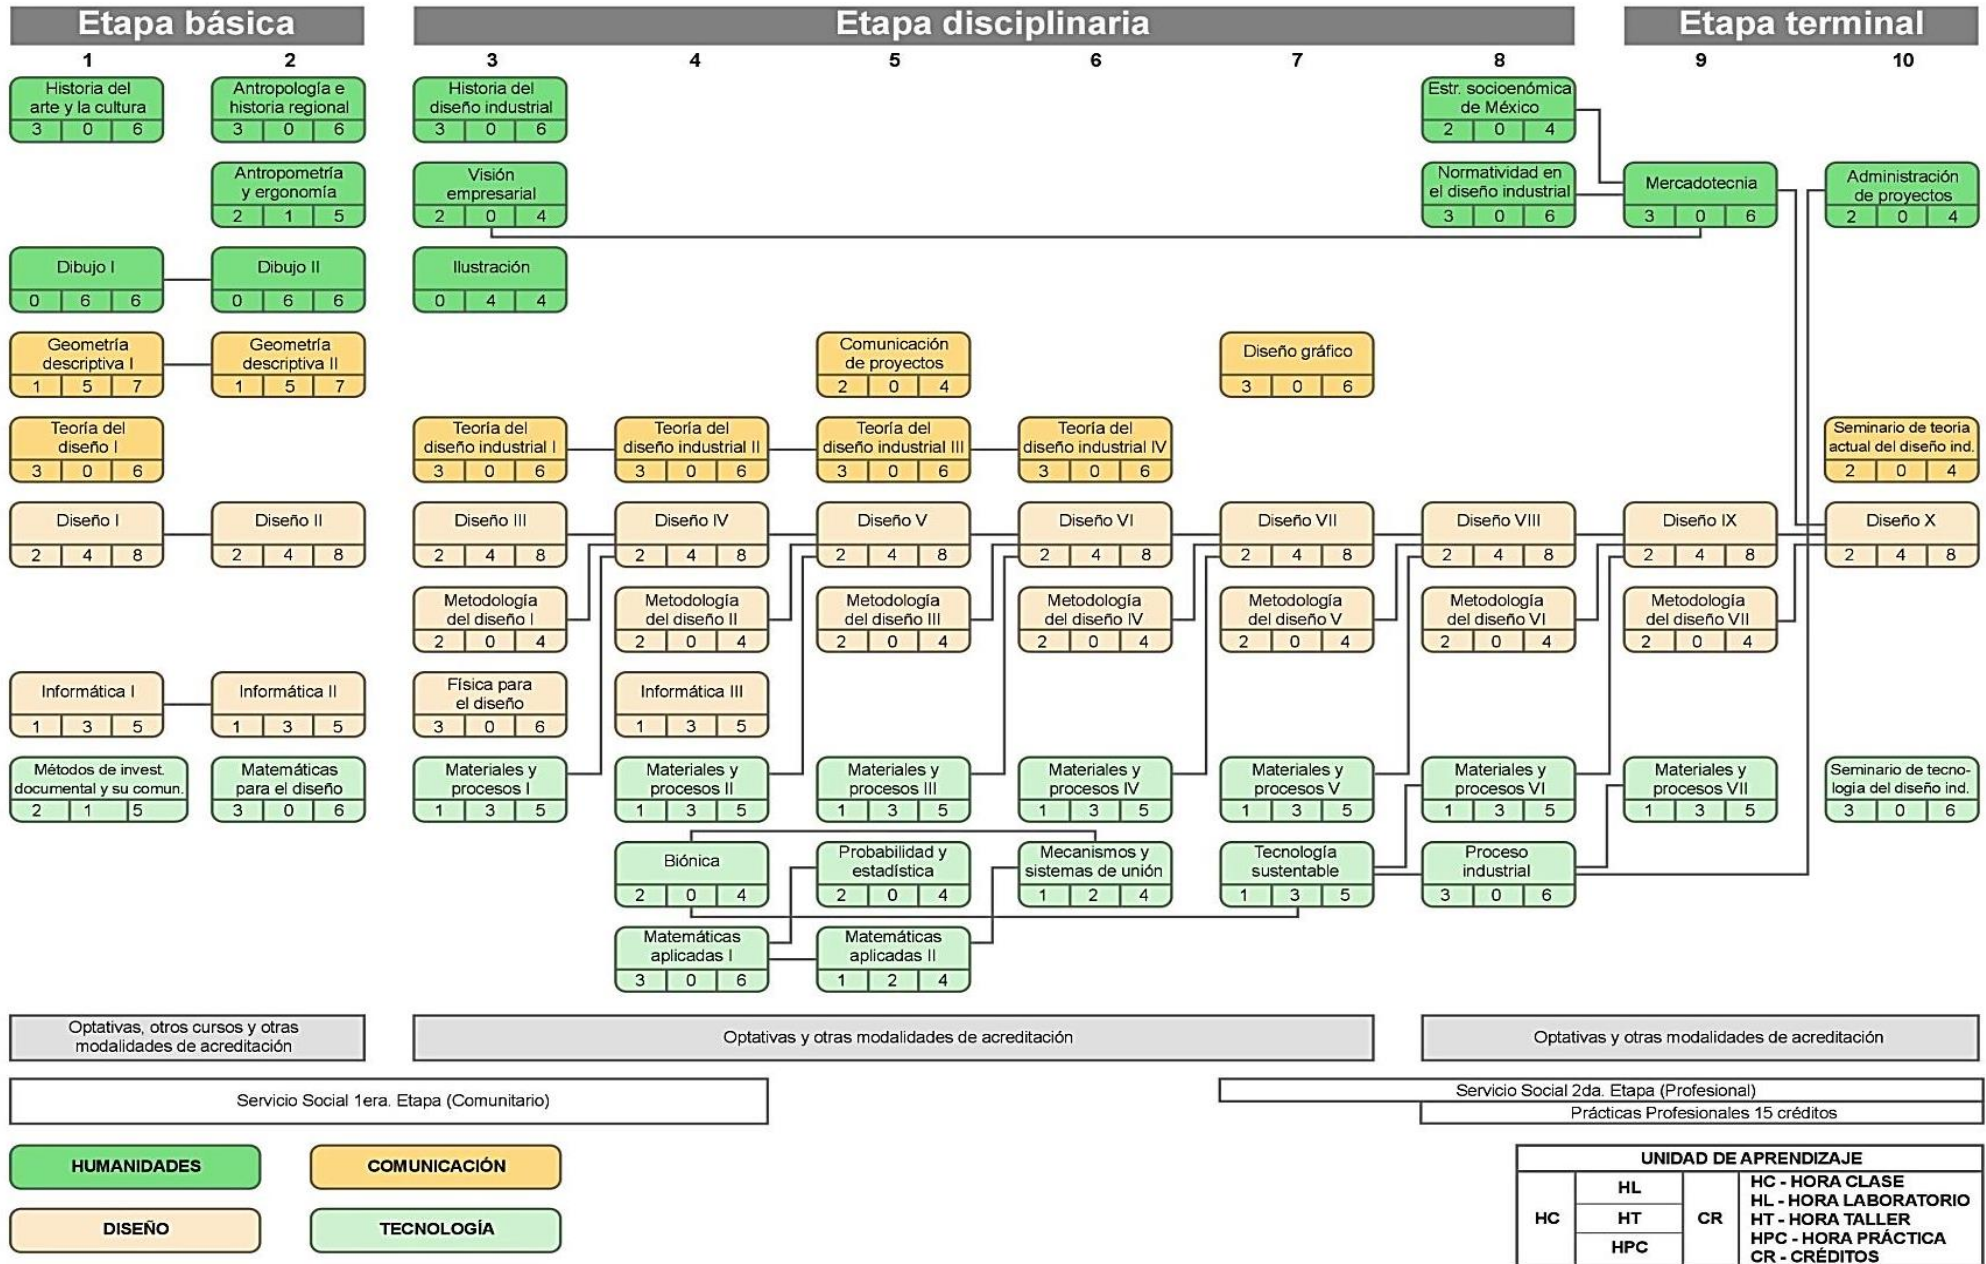 Etapa básica
Etapa disciplinaria
Etapa terminal
1 2 3 4 5 6 7 8 9 10
Historia del
arte y la cultura
3 0 6
Antropología e
historia regional
3 0 6
Historia del
diseño industrial
3 0 6
Estr. socioenómica
de México
2 0 4
Antropometría
y ergonomía
2 1 5
Visión
empresarial
2 0 4
Normatividad en
el diseño industrial
3 0 6
Mercadotecnia
3 0 6
Administración
de proyectos
2 0 4
Dibujo I
0 6 6
Dibujo II
0 6 6
Ilustración
0 4 4
Geometría
descriptiva I
1 5 7
Geometría
descriptiva II
1 5 7
Comunicación
de proyectos
2 0 4
Diseño gráfico
3 0 6
Teoría del
diseño I
3 0 6
Teoría del
diseño industrial I
3 0 6
Teoría del
diseño industrial II
3 0 6
Teoría del
diseño industrial III
3 0 6
Teoría del
diseño industrial IV
3 0 6
Seminario de teoría
actual del diseño ind.
2 0 4
Diseño I
2 4 8
Diseño II
2 4 8
Diseño III
2 4 8
Diseño IV
2 4 8
Diseño V
2 4 8
Diseño VI
2 4 8
Diseño VII
2 4 8
Diseño VIII
2 4 8
Diseño IX
2 4 8
Diseño X
2 4 8
Metodología
del diseño I
2 0 4
Metodología
del diseño II
2 0 4
Metodología
del diseño III
2 0 4
Metodología
del diseño IV
2 0 4
Metodología
del diseño V
2 0 4
Metodología
del diseño VI
2 0 4
Metodología
del diseño VII
2 0 4
Informática I
1 3 5
Informática II
1 3 5
Física para
el diseño
3 0 6
Informática III
1 3 5
Métodos de invest.
documental y su comun.
2 1 5
Matemáticas
para el diseño
3 0 6
Materiales y
procesos I
1 3 5
Materiales y
procesos II
1 3 5
Materiales y
procesos III
1 3 5
Materiales y
procesos IV
1 3 5
Materiales y
procesos V
1 3 5
Materiales y
procesos VI
1 3 5
Materiales y
procesos VII
1 3 5
Seminario de tecno-
logía del diseño ind.
3 0 6
Biónica
2 0 4
Probabilidad y
estadística
2 0 4
Mecanismos y
sistemas de unión
1 2 4
Tecnología
sustentable
1 3 5
Proceso
industrial
3 0 6
Matemáticas
aplicadas I
3 0 6
Matemáticas
aplicadas II
1 2 4
Optativas, otros cursos y otras
modalidades de acreditación
Optativas y otras modalidades de acreditación
Optativas y otras modalidades de acreditación
Servicio Social 1era. Etapa (Comunitario)
Servicio Social 2da. Etapa (Profesional)
Prácticas Profesionales 15 créditos
HUMANIDADES
COMUNICACIÓN
DISEÑO
TECNOLOGÍA
UNIDAD DE APRENDIZAJE
HC
HL
HT
HPC
CR
HC - HORA CLASE
HL - HORA LABORATORIO
HT - HORA TALLER
HPC - HORA PRÁCTICA
CR - CRÉDITOS